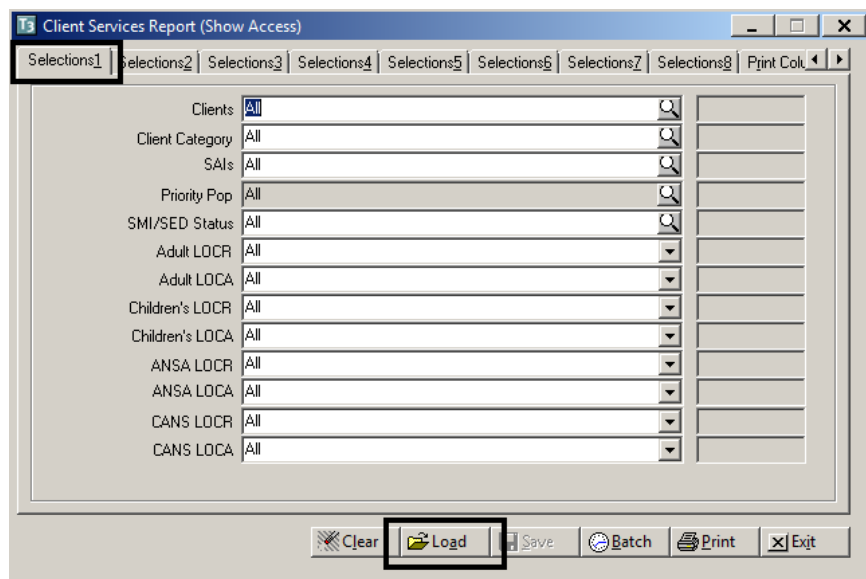 T3 Client Services Report (Show Access)
Selections1 Selections2 Selections3 Selections4 Selections5 Selections6 Selections7 Selections8 Print Colu
Clients All
Client Category All
SAIs All
Priority Pop All
SMI/SED Status All
Adult LOCR All
Adult LOCA All
Children's LOCR All
Children's LOCA All
ANSA LOCR All
ANSA LOCA All
CANS LOCR All
CANS LOCA All
Clear Load Save Batch Print Exit